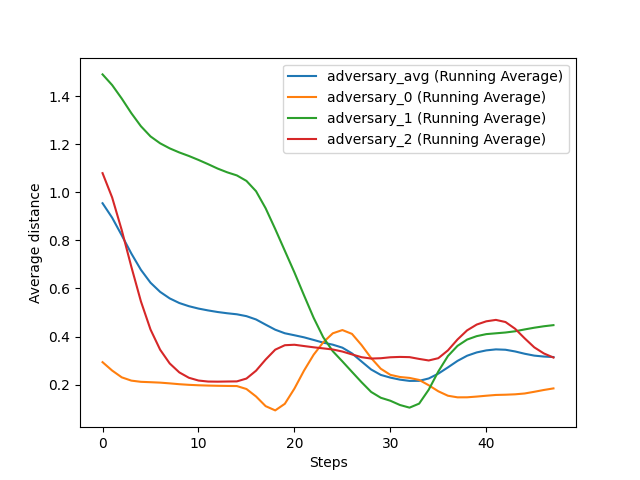 adversary_avg (Running Average)
adversary_0 (Running Average)
adversary_1 (Running Average)
adversary_2 (Running Average)
Average distance
1.4
1.2
1.0
0.8
0.6
0.4
0.2
0 10 20 30 40
Steps